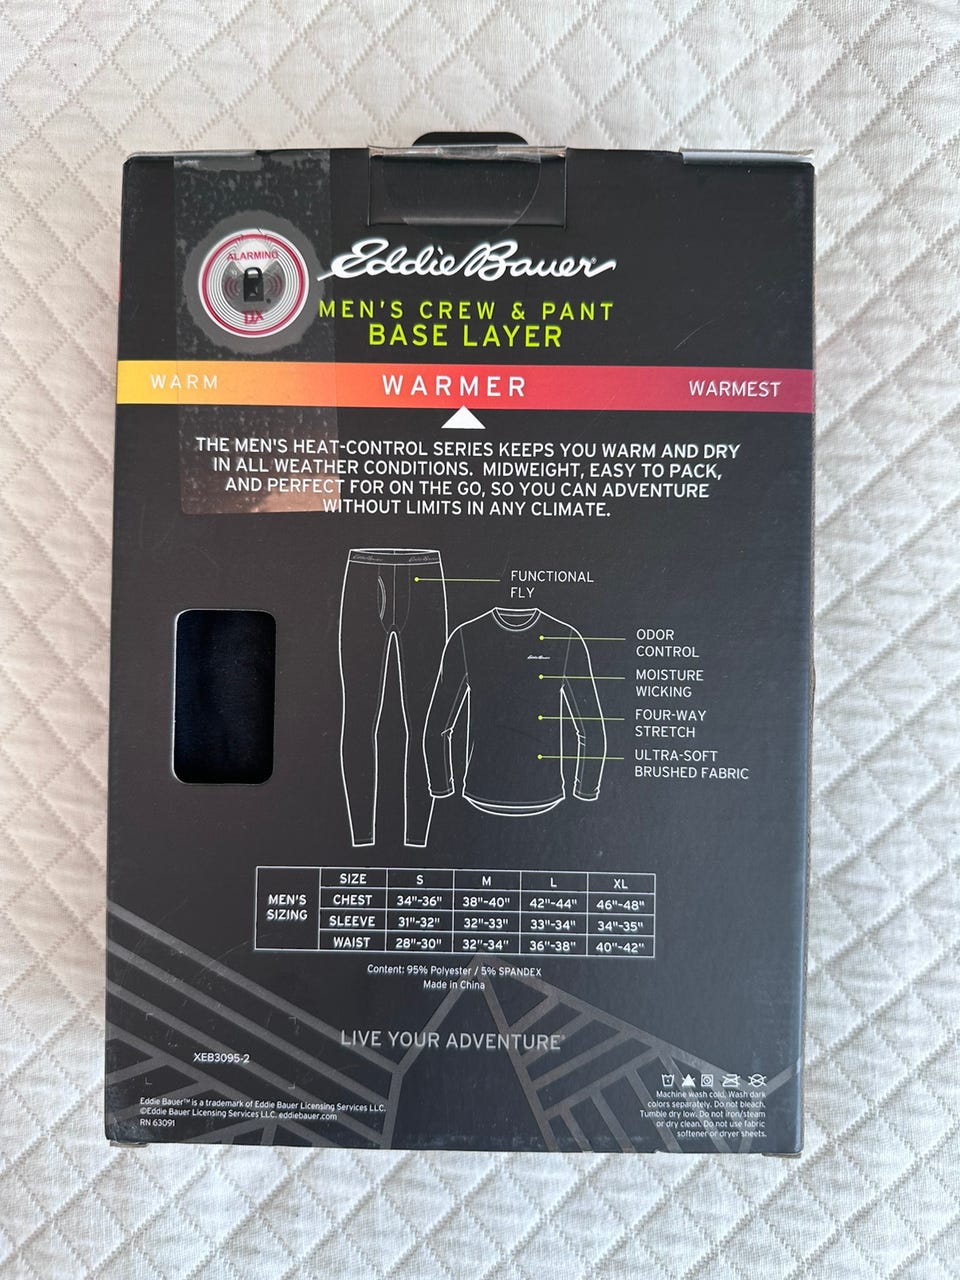 ALARMING
DX
Eddie Bauer
MEN'S CREW & PANT
BASE LAYER
WARM WARMER WARMEST
THE MEN'S HEAT-CONTROL SERIES KEEPS YOU WARM AND DRY
IN ALL WEATHER CONDITIONS. MIDWEIGHT, EASY TO PACK,
AND PERFECT FOR ON THE GO, SO YOU CAN ADVENTURE
WITHOUT LIMITS IN ANY CLIMATE.
Eddie Bauer Eddie Bauer
FUNCTIONAL
FLY
Eddie Bauer
ODOR
CONTROL
MOISTURE
WICKING
FOUR-WAY
STRETCH
ULTRA-SOFT
BRUSHED FABRIC
MEN'S
SIZING
SIZE S M L XL
CHEST 34"-36" 38"-40" 42"-44" 46"-48"
SLEEVE 31"-32" 32"-33" 33"-34" 34"-35"
WAIST 28"-30" 32"-34" 36"-38" 40"-42"
Content: 95% Polyester / 5% SPANDEX
Made in China
LIVE YOUR ADVENTURE®
XEB3095-2
Eddie Bauer™ is a trademark of Eddie Bauer Licensing Services LLC.
©Eddie Bauer Licensing Services LLC. eddiebauer.com
RN 63091
Machine wash cold. Wash dark
colors separately. Do not bleach.
Tumble dry low. Do not iron/steam
or dry clean. Do not use fabric
softener or dryer sheets.